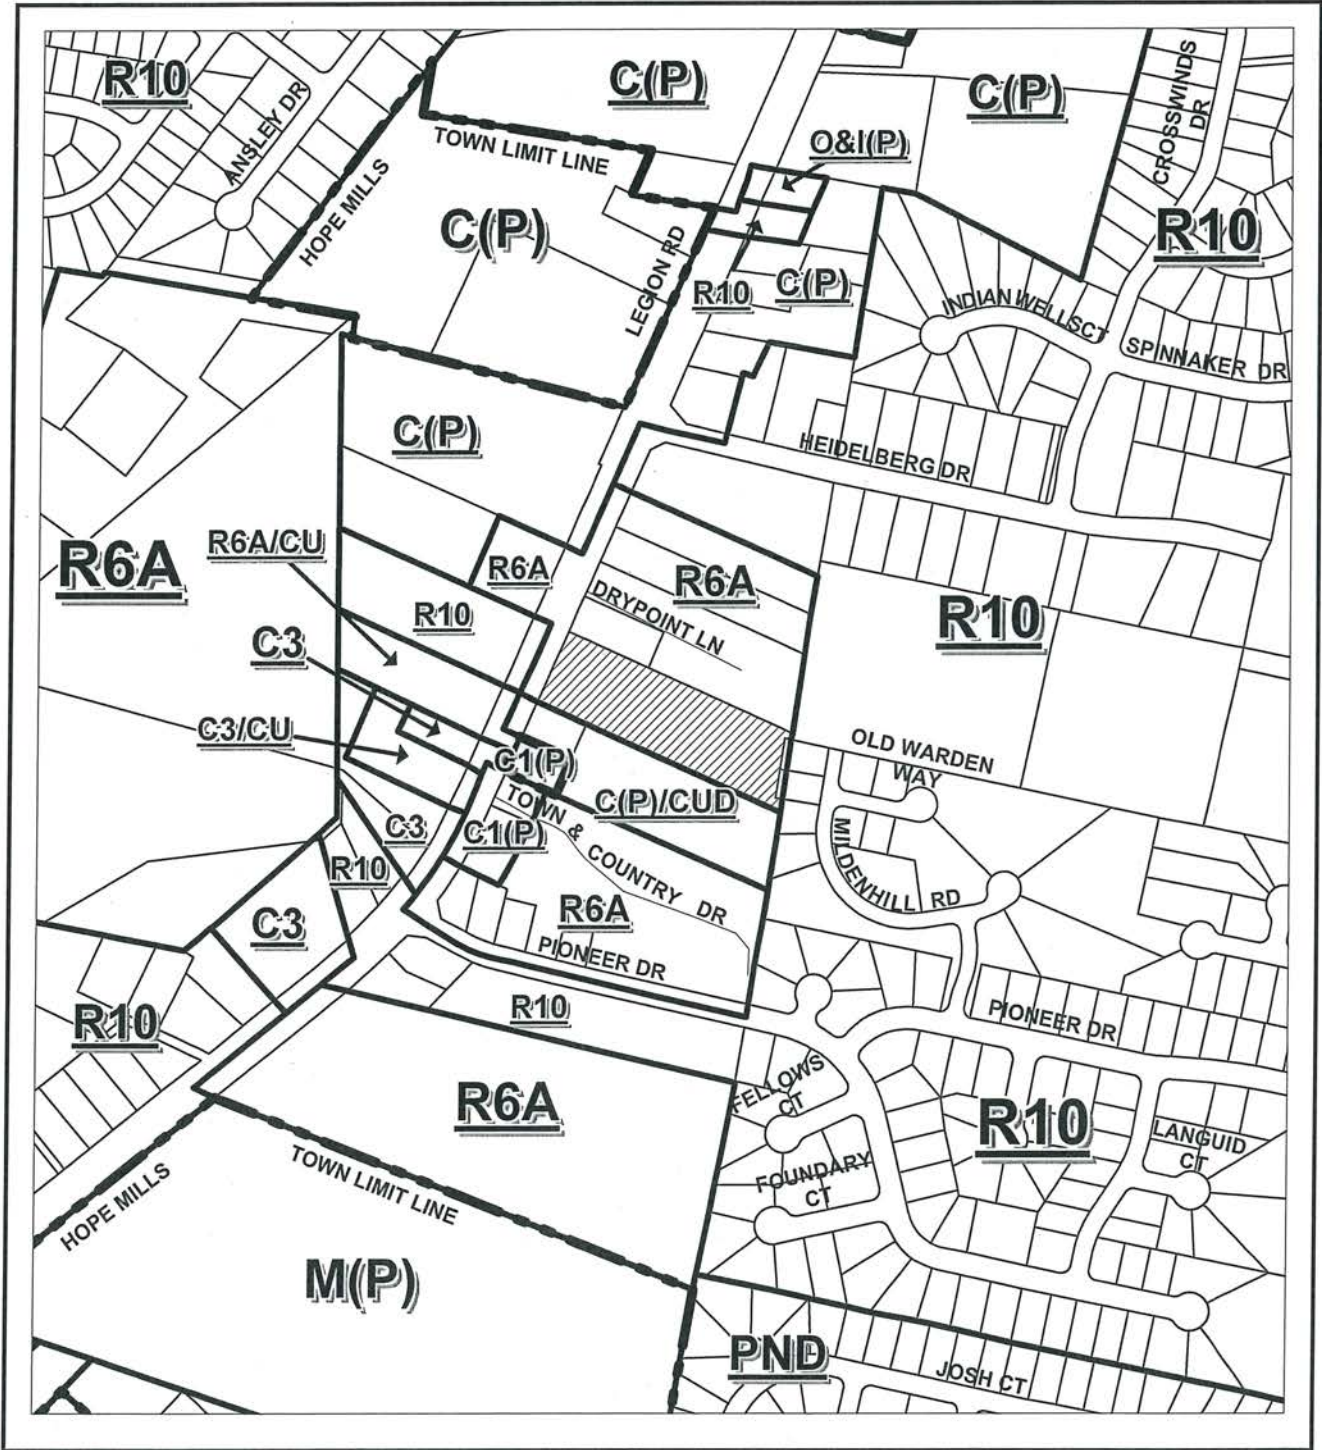 R10
ANSLEY DR
C(P)
C(P)
CROSSWINDS
DR
TOWN LIMIT LINE
O&I(P)
HOPE MILLS
C(P)
LEGION RD
R10
C(P)
R10
INDIAN WELLSCT
SPINNAKER DR
C(P)
HEIDELBERG DR
R6A
R6A/CU
R6A
R6A
DRYPOINT LN
R10
R10
C3
C3/CU
C1(P)
OLD WARDEN
WAY
C(P)/CUD
TOWN &
COUNTRY DR
C3
C1(P)
R10
MILDENHILL RD
R6A
C3
PIONEER DR
R10
R10
PIONEER DR
R6A
FELLOWS
CT
R10
LANGUID
CT
FOUNDARY
CT
TOWN LIMIT LINE
HOPE MILLS
M(P)
PND
JOSH CT